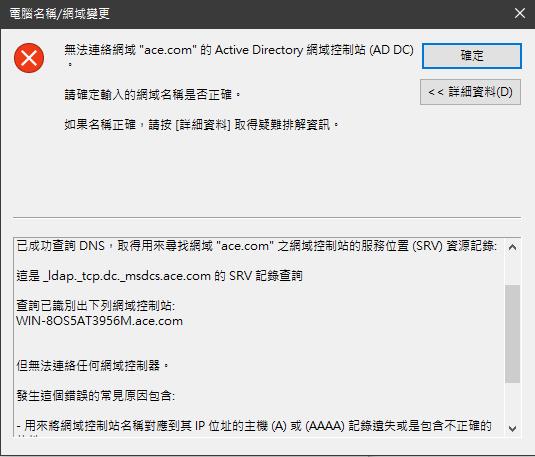 電腦名稱/網域變更
無法連絡網域 "ace.com" 的 Active Directory 網域控制站 (AD DC)
。
請確定輸入的網域名稱是否正確。
如果名稱正確，請按 [詳細資料] 取得疑難排解資訊。
確定
<< 詳細資料(D)
已成功查詢 DNS，取得用來尋找網域 "ace.com" 之網域控制站的服務位置 (SRV) 資源記錄:
這是 _ldap._tcp.dc._msdcs.ace.com 的 SRV 記錄查詢
查詢已識別出下列網域控制站:
WIN-8OS5AT3956M.ace.com
但無法連絡任何網域控制器。
發生這個錯誤的常見原因包含:
- 用來將網域控制站名稱對應到其 IP 位址的主機 (A) 或 (AAAA) 記錄遺失或是包含不正確的